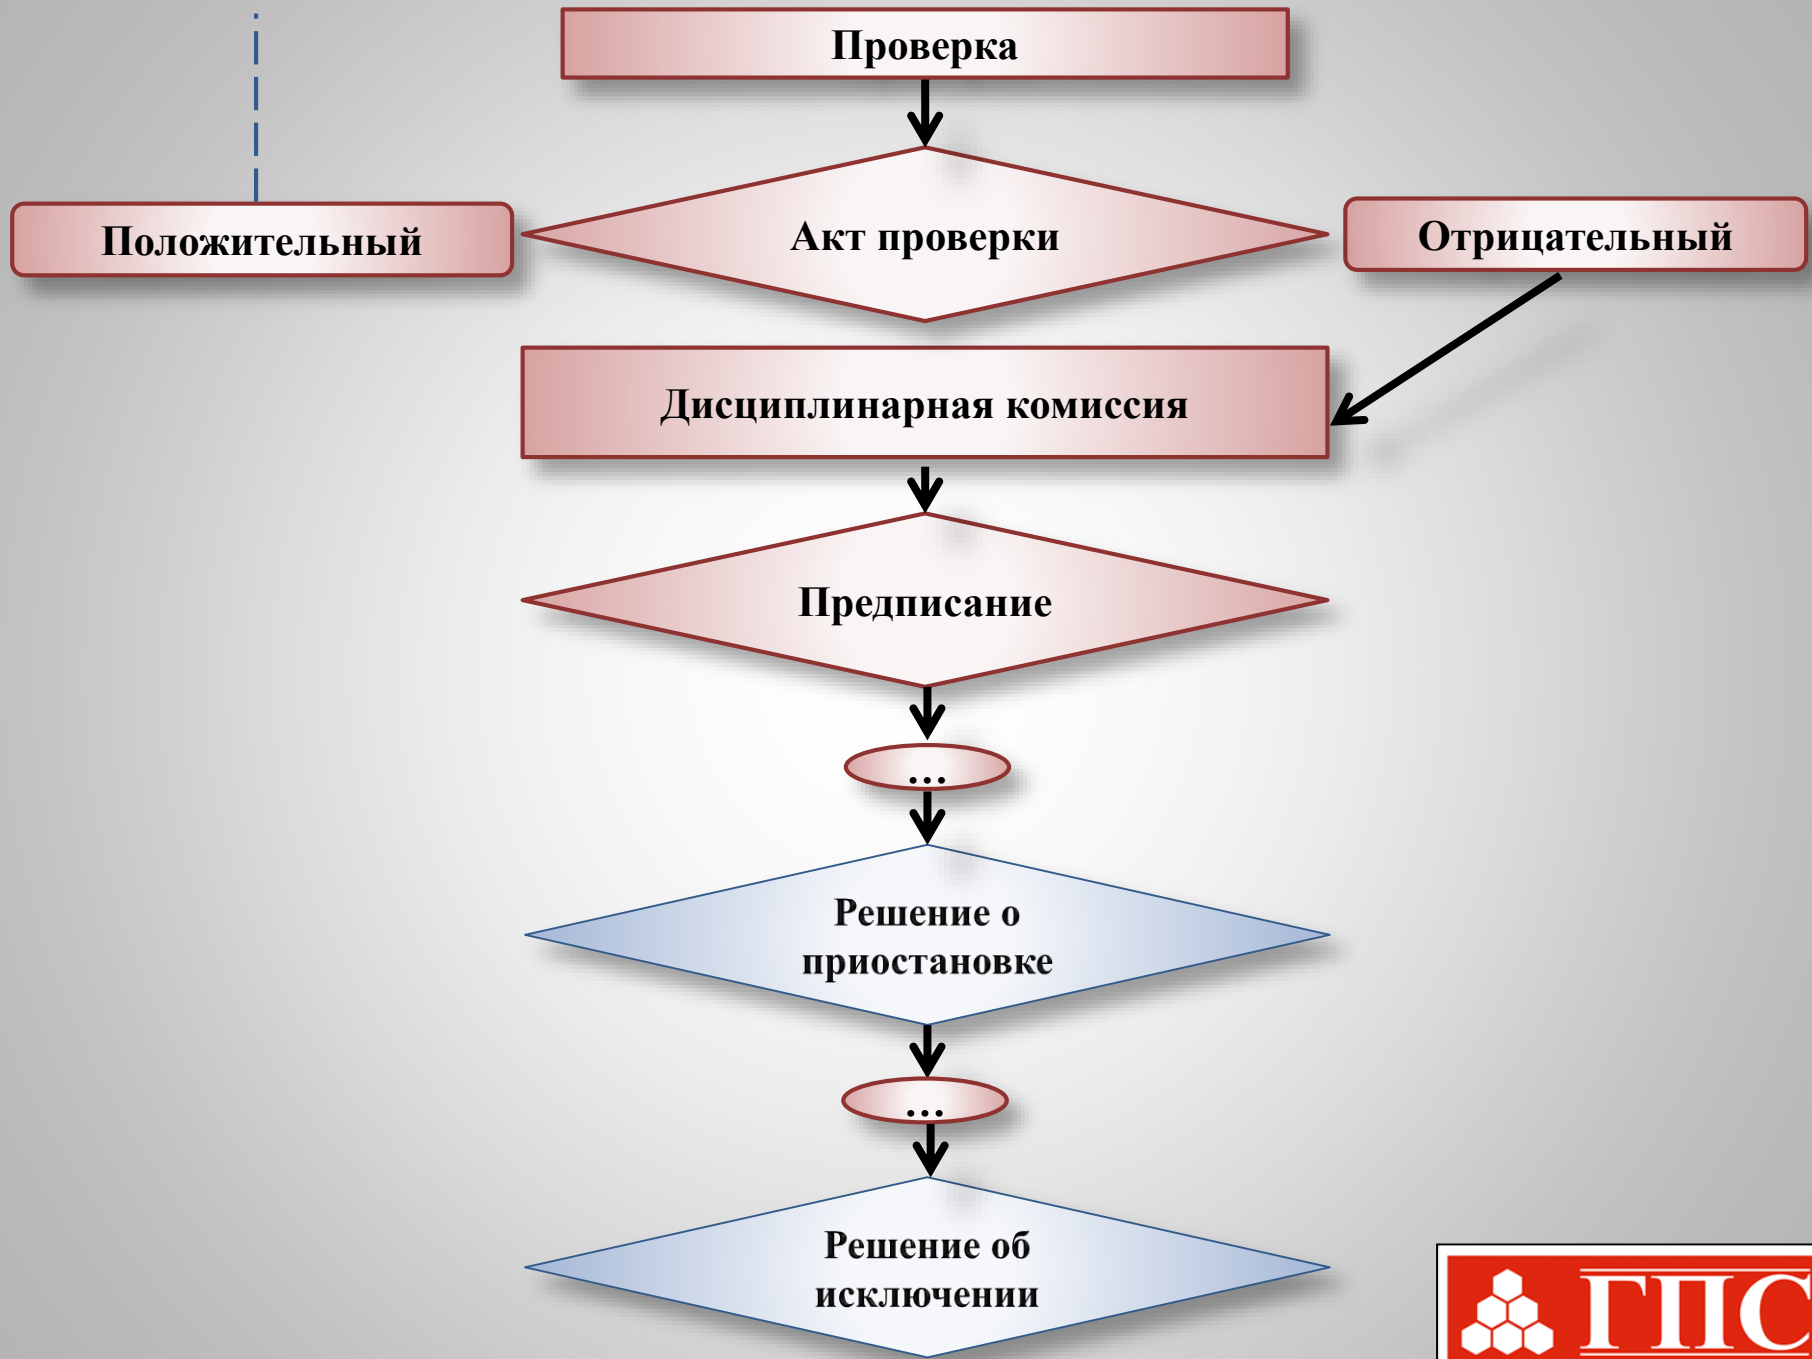 Проверка
Положительный
Акт проверки
Отрицательный
Дисциплинарная комиссия
Предписание
...
Решение о
приостановке
...
Решение об
исключении
ГПС